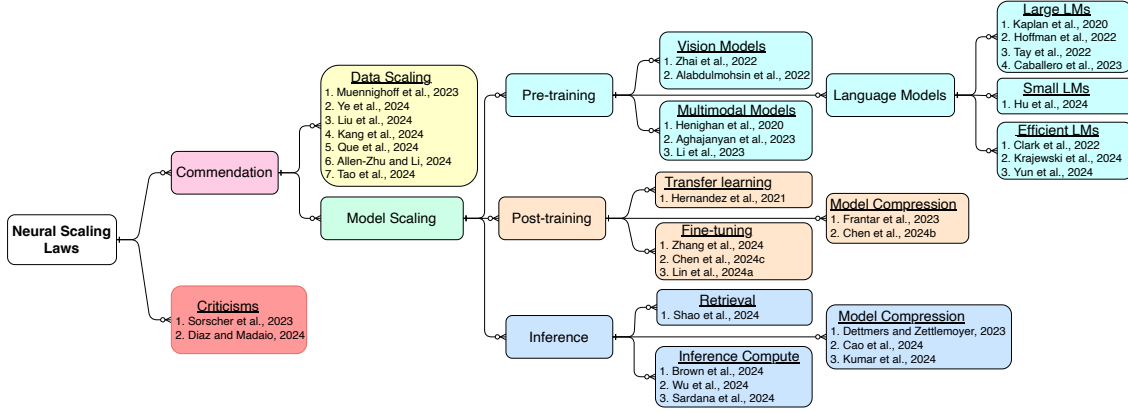 Neural Scaling
Laws
Commendation
Criticisms
1. Sorscher et al., 2023
2. Diaz and Madaio, 2024
Data Scaling
1. Muennighoff et al., 2023
2. Ye et al., 2024
3. Liu et al., 2024
4. Kang et al., 2024
5. Que et al., 2024
6. Allen-Zhu and Li, 2024
7. Tao et al., 2024
Model Scaling
Pre-training
Vision Models
1. Zhai et al., 2022
2. Alabdulmohsin et al., 2022
Multimodal Models
1. Henighan et al., 2020
2. Aghajanyan et al., 2023
3. Li et al., 2023
Language Models
Large LMs
1. Kaplan et al., 2020
2. Hoffman et al., 2022
3. Tay et al., 2022
4. Caballero et al., 2023
Small LMs
1. Hu et al., 2024
Efficient LMs
1. Clark et al., 2022
2. Krajewski et al., 2024
3. Yun et al., 2024
Post-training
Transfer learning
1. Hernandez et al., 2021
Model Compression
1. Frantar et al., 2023
2. Chen et al., 2024b
Fine-tuning
1. Zhang et al., 2024
2. Chen et al., 2024c
3. Lin et al., 2024a
Inference
Retrieval
1. Shao et al., 2024
Model Compression
1. Dettmers and Zettlemoyer, 2023
2. Cao et al., 2024
3. Kumar et al., 2024
Inference Compute
1. Brown et al., 2024
2. Wu et al., 2024
3. Sardana et al., 2024